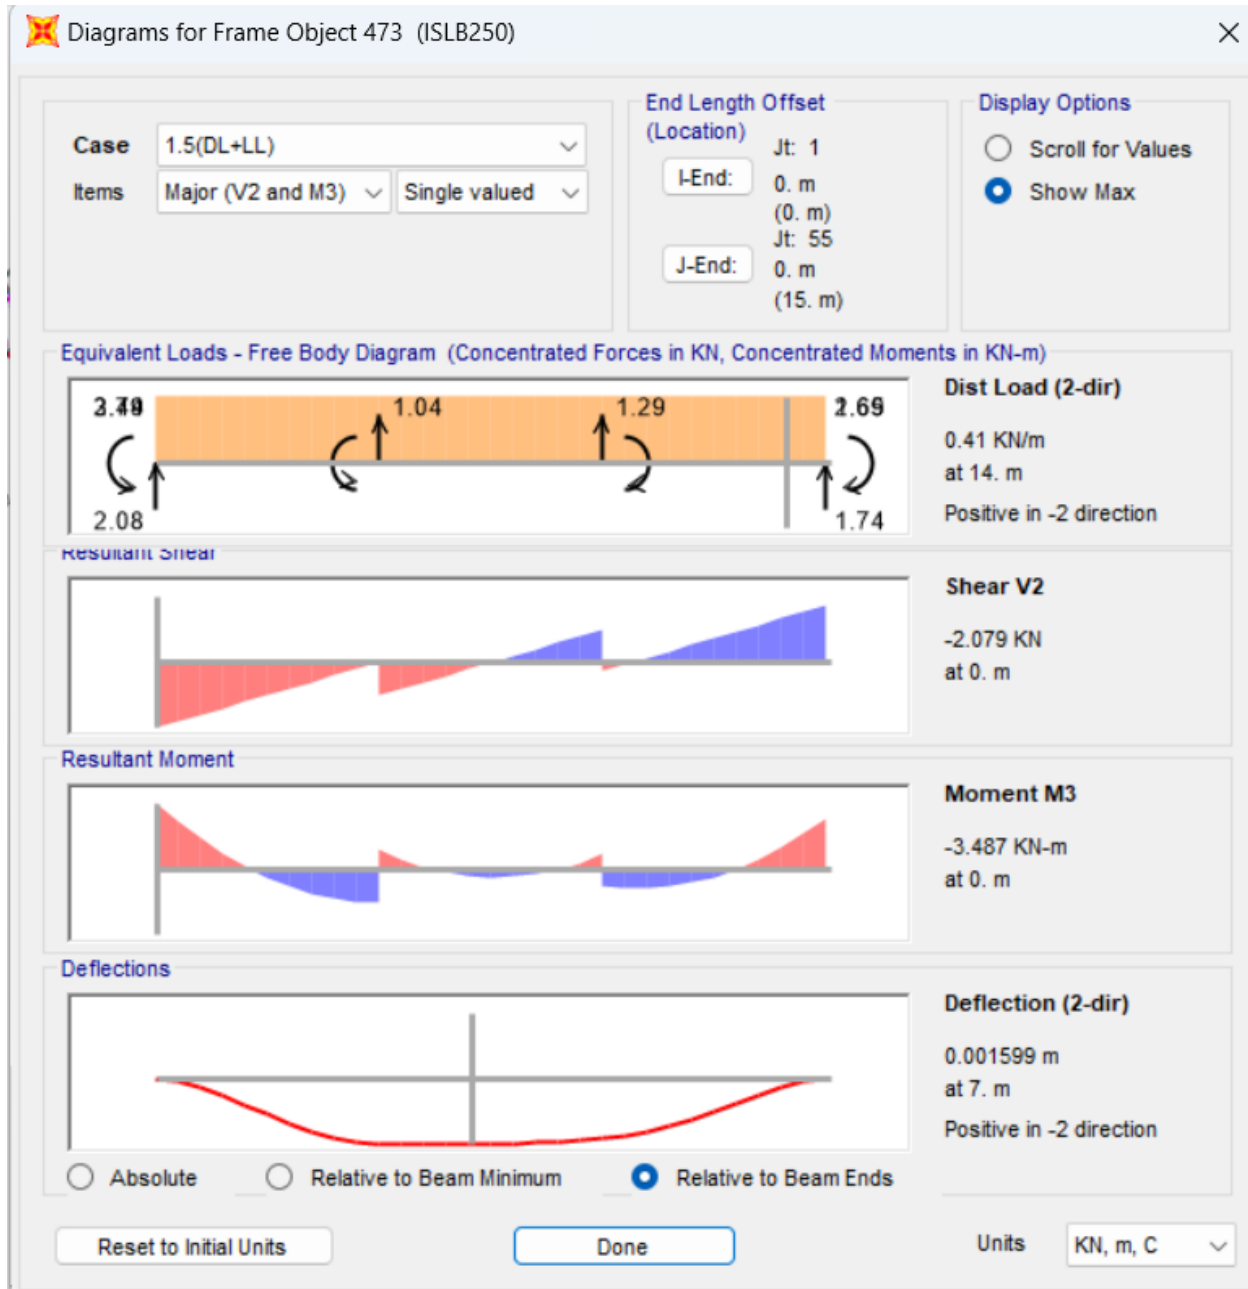 Diagrams for Frame Object 473 (ISLB250)
Case 1.5(DL+LL)
Items Major (V2 and M3) Single valued
End Length Offset
(Location)
I-End:
Jt: 1
0. m
(0. m)
J-End:
Jt: 55
0. m
(15. m)
Display Options
Scroll for Values
Show Max
Equivalent Loads - Free Body Diagram (Concentrated Forces in KN, Concentrated Moments in KN-m)
1.04
1.29
2.08
1.74
Dist Load (2-dir)
0.41 KN/m
at 14. m
Positive in -2 direction
Resultant Shear
Shear V2
-2.079 KN
at 0. m
Resultant Moment
Moment M3
-3.487 KN-m
at 0. m
Deflections
Deflection (2-dir)
0.001599 m
at 7. m
Positive in -2 direction
Absolute
Relative to Beam Minimum
Relative to Beam Ends
Reset to Initial Units
Done
Units KN, m, C